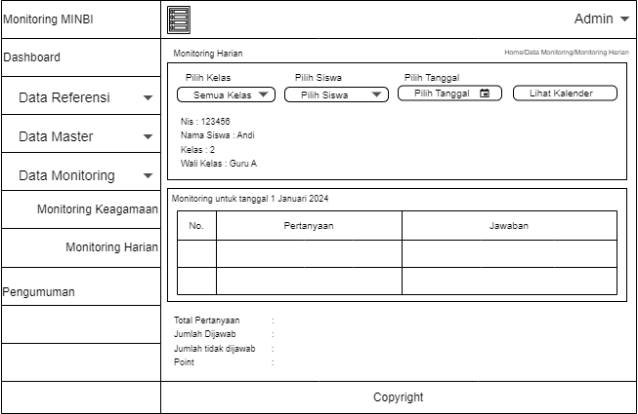 Monitoring MINBI
Admin
Dashboard
Data Referensi
Data Master
Data Monitoring
Monitoring Keagamaan
Monitoring Harian
Pengumuman
Monitoring Harian
Home/Data Monitoring/Monitoring Harian
Pilih Kelas Pilih Siswa Pilih Tanggal
Semua Kelas Pilih Siswa Pilih Tanggal Lihat Kalender
Nis : 123456
Nama Siswa : Andi
Kelas : 2
Wali Kelas : Guru A
Monitoring untuk tanggal 1 Januari 2024
No. Pertanyaan Jawaban
Total Pertanyaan :
Jumlah Dijawab :
Jumlah tidak dijawab :
Point :
Copyright